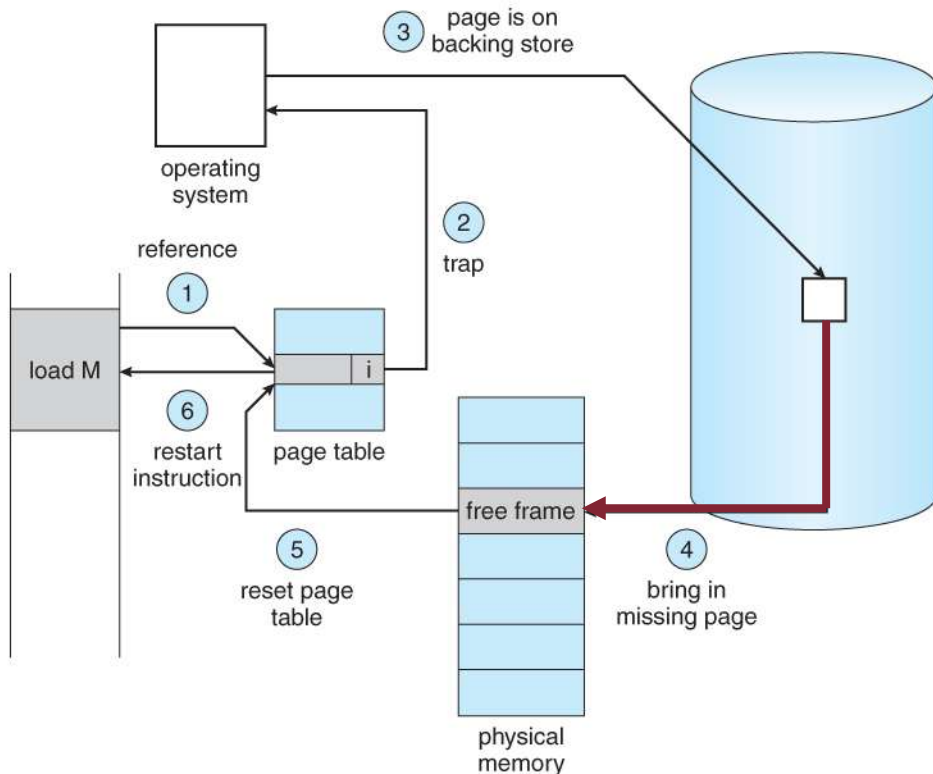 3
page is on
backing store
operating
system
reference
1
2
trap
load M
i
6
restart
instruction
page table
free frame
5
reset page
table
4
bring in
missing page
physical
memory